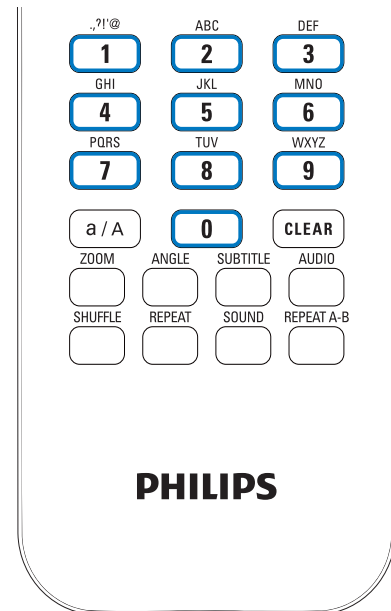 .,?!'@ ABC DEF
1 2 3
GHI JKL MNO
4 5 6
PQRS TUV WXYZ
7 8 9
a / A 0 CLEAR
ZOOM ANGLE SUBTITLE AUDIO
SHUFFLE REPEAT SOUND REPEAT A-B
PHILIPS